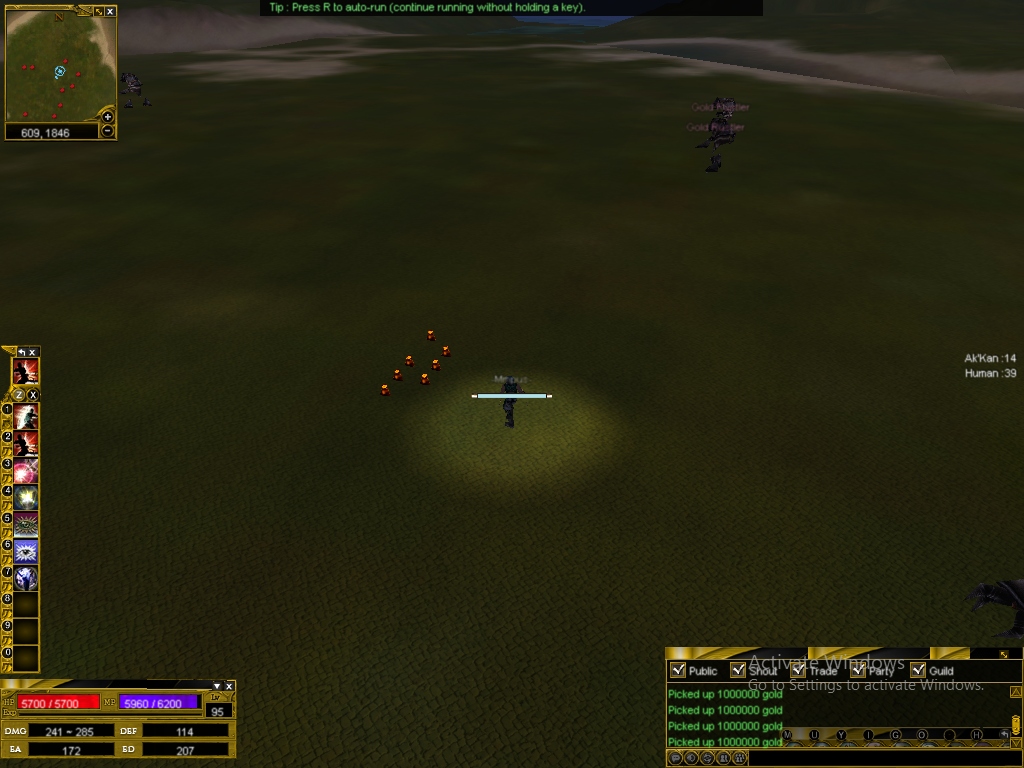 Tip : Press R to auto-run (continue running without holding a key).
N
609, 1846
Gold
Gold
Ak'Kan :14
Human : 39
Z X
1
2
3
4
5
6
7
8
9
0
HP 5700 / 5700 MP 5960 / 6200 Lv
Exp 95
DMG 241 ~ 285 DEF 114
EA 172 ED 207
Public Shout Trade Party Guild
Activate Windows
Go to Settings to activate Windows.
Picked up 1000000 gold
Picked up 1000000 gold
Picked up 1000000 gold
Picked up 1000000 gold
M U Y I G O H